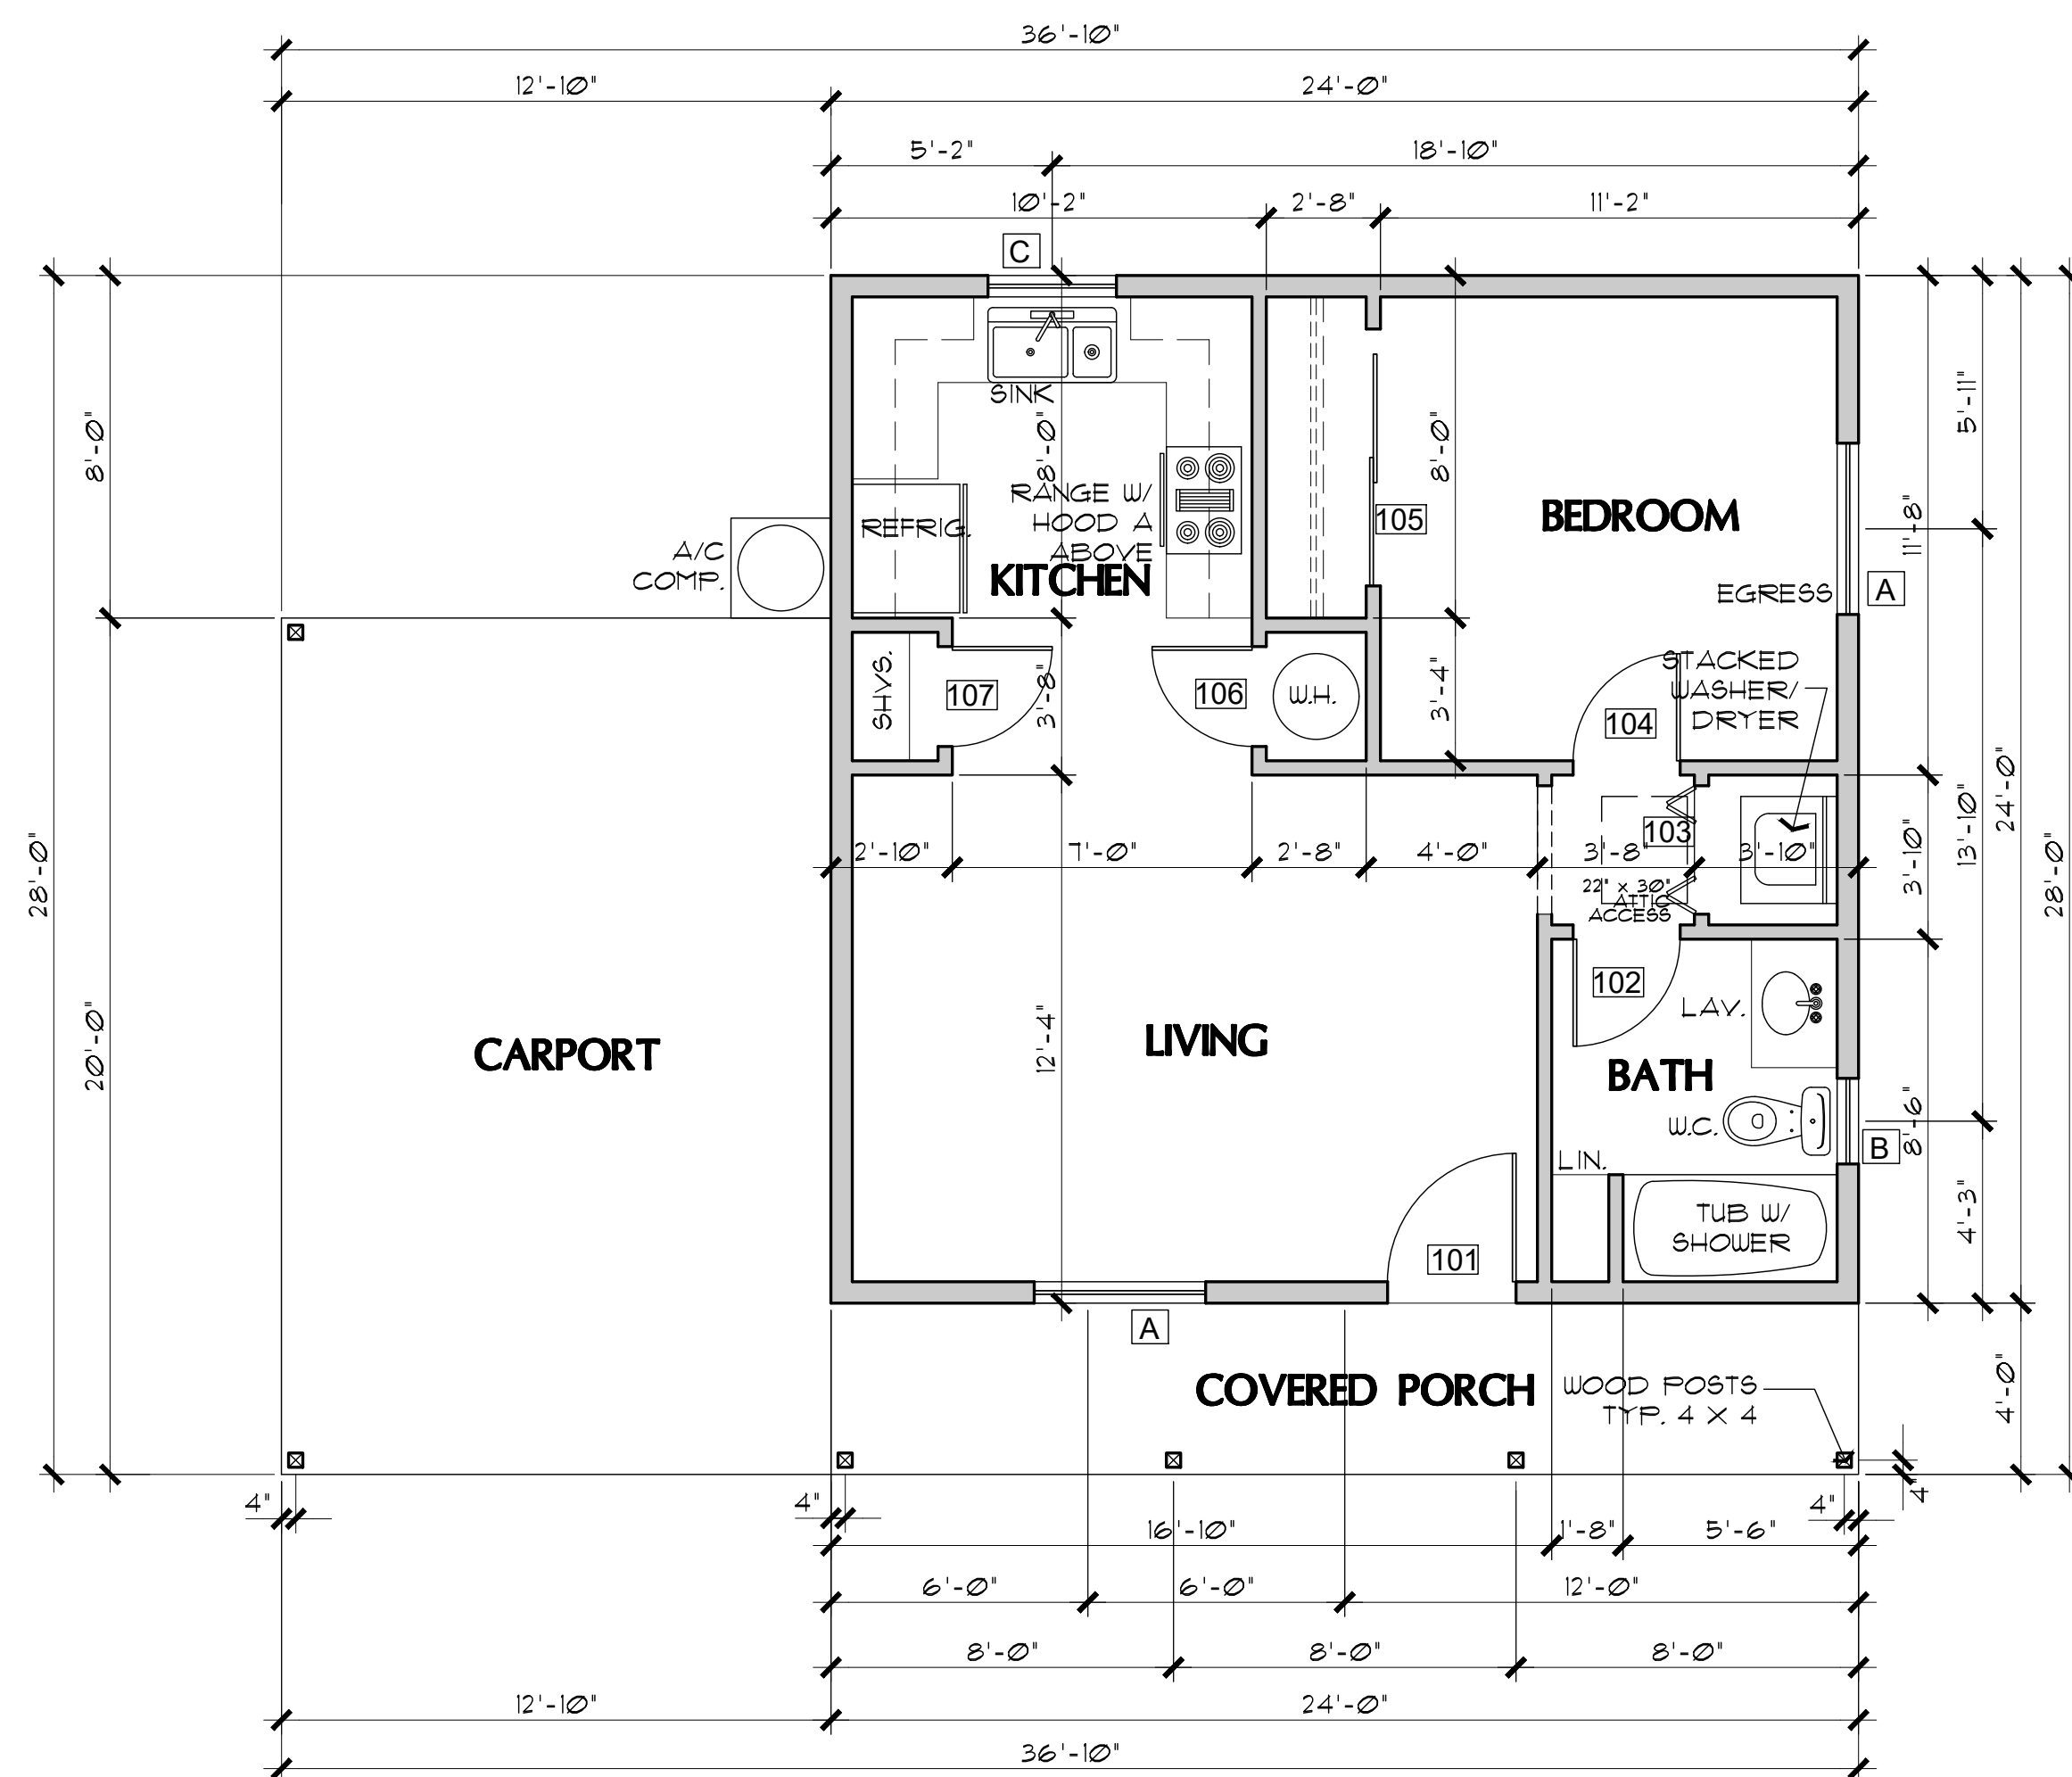 36'-10"
12'-10"
24'-0"
5'-2"
18'-10"
10'-2"
2'-8"
11'-2"
C
SINK
8'-0"
8'-0"
8'-0"
5'-11"
11'-8"
RANGE W/
HOOD A
ABOVE
REFRIG.
KITCHEN
105
BEDROOM
A/C
COMP.
EGRESS
A
SHVS.
107
3'-8"
106
W.H.
3'-4"
104
STACKED
WASHER/
DRYER
28'-0"
24'-0"
13'-10"
3'-10"
28'-0"
2'-10"
7'-0"
2'-8"
4'-0"
3'-8"
3'-10"
103
22" x 30"
ATTIC
ACCESS
20'-0"
CARPORT
12'-4"
LIVING
102
LAV.
BATH
W.C.
B
8'-6"
LIN.
TUB W/
SHOWER
4'-3"
101
A
COVERED PORCH
WOOD POSTS
TYP. 4 X 4
4'-0"
4"
4"
4"
4"
16'-10"
1'-8"
5'-6"
6'-0"
6'-0"
12'-0"
8'-0"
8'-0"
8'-0"
12'-10"
24'-0"
36'-10"